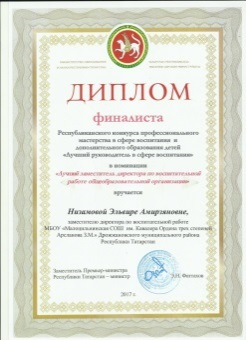 ДИПЛОМ
финалиста
Республиканского конкурса профессионального
мастерства в сфере воспитания и
дополнительного образования детей
«Лучший руководитель в сфере воспитания»
в номинации
«Лучший заместитель директора по воспитательной
работе общеобразовательной организации»
вручается
Низамовой Эльвире Амирзяновне,
заместителю директора по воспитательной работе
МБОУ «Малоцильнинская СОШ им. Кавалера Ордена трех степеней
Арсланова З.М.» Дрожжановского муниципального района
Республики Татарстан
Заместитель Премьер-министра
Республики Татарстан – министр
Э.Н. Фаттахов
2017 г.